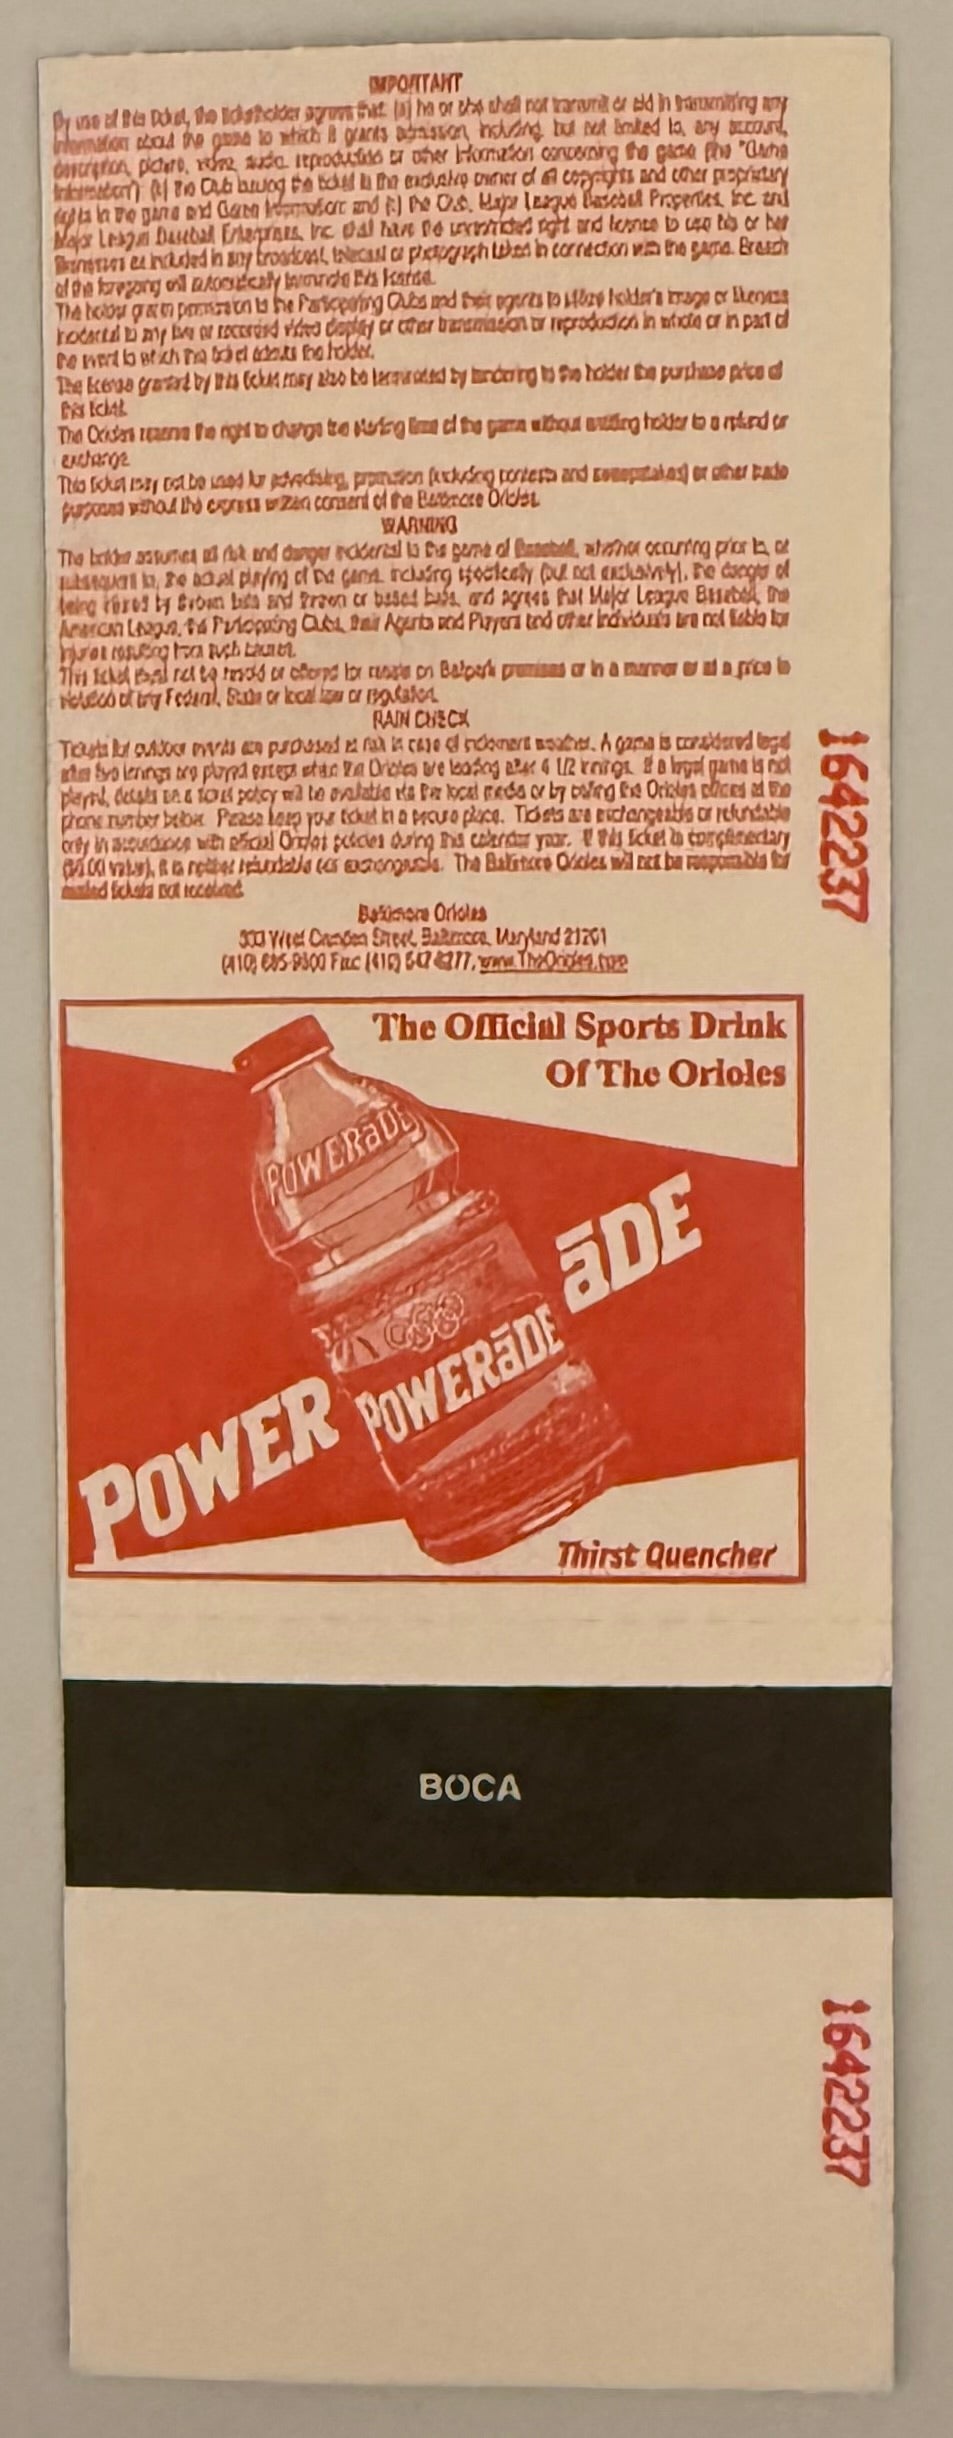 IMPORTANT
By use of this ticket, the ticketholder agrees that: (a) he or she shall not transmit or aid in transmitting any
information about the game to which it grants admission, including, but not limited to, any account,
description, picture, video, audio, reproduction or other information concerning the game (the "Game
Information"); (b) the Club issuing the ticket is the exclusive owner of all copyrights and other proprietary
rights in the game and Game Information; and (c) the Club, Major League Baseball Properties, Inc. and
Major League Baseball Enterprises, Inc. shall have the unrestricted right and license to use his or her
likenesses as included in any broadcast, telecast or photograph taken in connection with the game. Breach
of the foregoing will automatically terminate this license.
The holder grants permission to the Participating Clubs and their agents to utilize holder's image or likeness
incidental to any live or recorded video display or other transmission or reproduction in whole or in part of
the event to which this ticket admits the holder.
The license granted by this ticket may also be terminated by tendering to the holder the purchase price of
this ticket.
The Orioles reserve the right to change the starting time of the game without entitling holder to a refund or
exchange.
This ticket may not be used for advertising, promotion (including contests and sweepstakes) or other trade
purposes without the express written consent of the Baltimore Orioles.
WARNING
The holder assumes all risk and danger incidental to the game of Baseball, whether occurring prior to, or
subsequent to, the actual playing of the game, including specifically (but not exclusively), the danger of
being injured by thrown bats and thrown or batted balls, and agrees that Major League Baseball, the
American League, the Participating Clubs, their Agents and Players and other individuals are not liable for
injuries resulting from such causes.
This ticket shall not be resold or offered for resale on Ballpark premises or in a manner or at a price in
violation of any Federal, State or local law or regulation.
RAIN CHECK
Tickets for outdoor events are purchased at risk in case of inclement weather. A game is considered legal
after five innings are played except when the Orioles are leading after 4 1/2 innings. If a legal game is not
played, details on a ticket policy will be available via the local media or by calling the Orioles offices at the
phone number below. Please keep your ticket in a secure place. Tickets are exchangeable or refundable
only in accordance with official Orioles policies during this calendar year. If this ticket is complimentary
($0.00 value), it is neither refundable nor exchangeable. The Baltimore Orioles will not be responsible for
mailed tickets not received.
Baltimore Orioles
333 West Camden Street, Baltimore, Maryland 21201
(410) 685-9800 Fax: (410) 547-6277, www.TheOrioles.com
1642237
The Official Sports Drink
Of The Orioles
POWERāDE
POWERāDE
POWERāDE
Thirst Quencher
BOCA
1642237